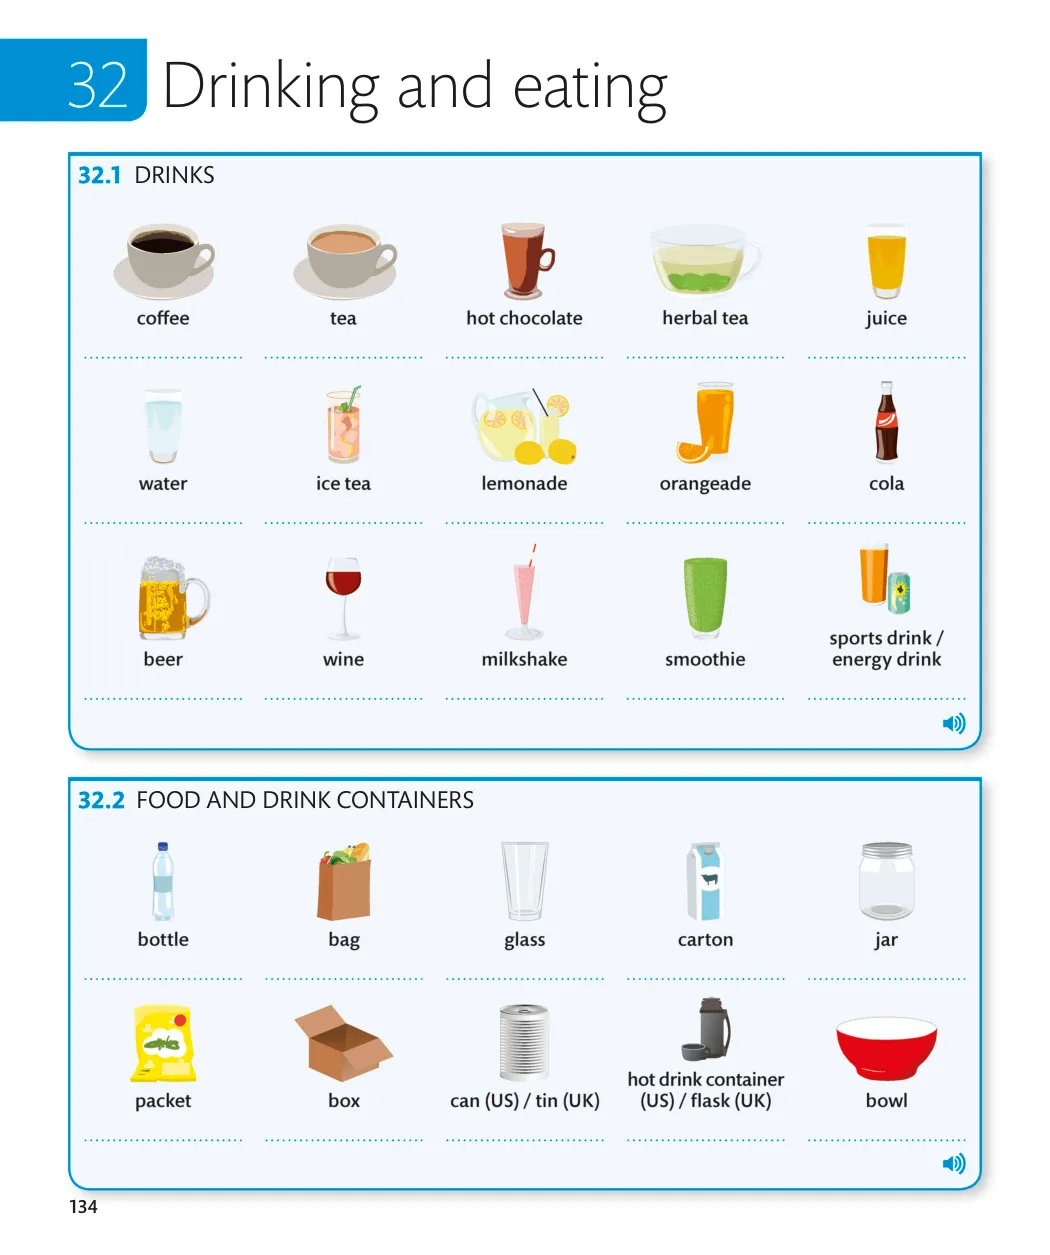 32 Drinking and eating
32.1 DRINKS
coffee
tea
hot chocolate
herbal tea
juice
water
ice tea
lemonade
orangeade
cola
beer
wine
milkshake
smoothie
sports drink /
energy drink
32.2 FOOD AND DRINK CONTAINERS
bottle
bag
glass
carton
jar
packet
box
can (US) / tin (UK)
hot drink container
(US) / flask (UK)
bowl
134